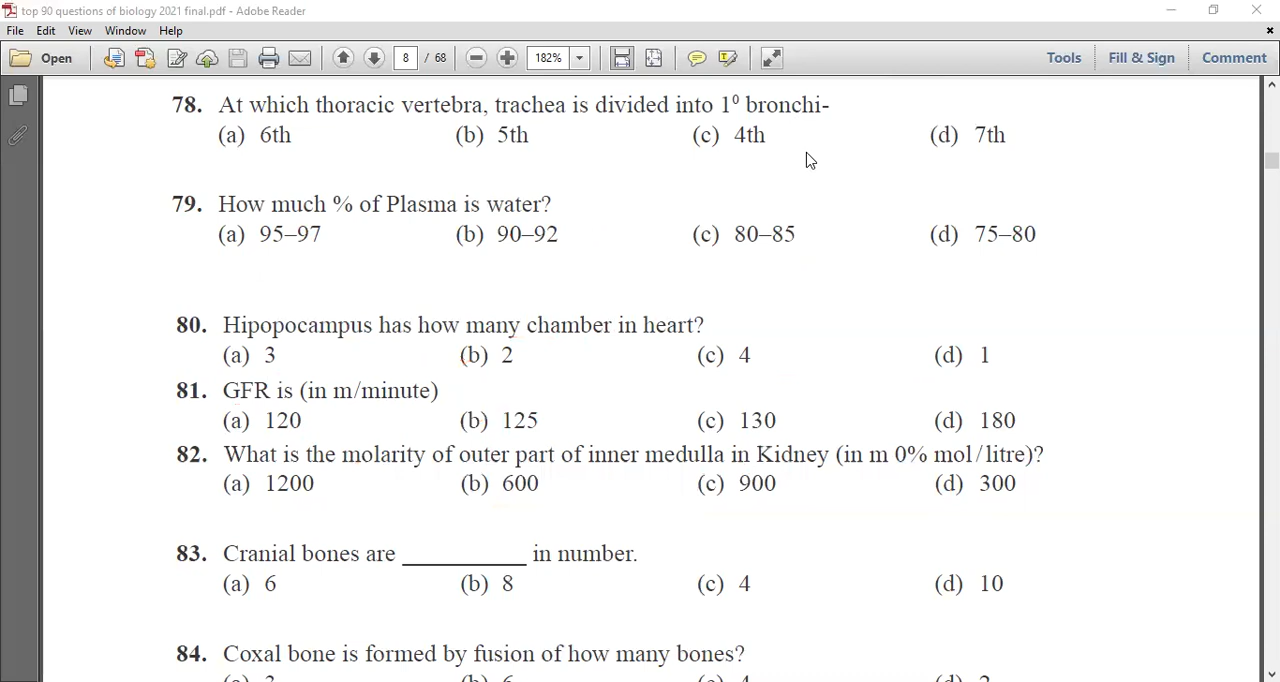 top 90 questions of biology 2021 final.pdf - Adobe Reader
File Edit View Window Help
Open 8 / 68 182% Tools Fill & Sign Comment
78. At which thoracic vertebra, trachea is divided into 1⁰ bronchi-
(a) 6th (b) 5th (c) 4th (d) 7th
79. How much % of Plasma is water?
(a) 95–97 (b) 90–92 (c) 80–85 (d) 75–80
80. Hipopocampus has how many chamber in heart?
(a) 3 (b) 2 (c) 4 (d) 1
81. GFR is (in m/minute)
(a) 120 (b) 125 (c) 130 (d) 180
82. What is the molarity of outer part of inner medulla in Kidney (in m 0% mol/litre)?
(a) 1200 (b) 600 (c) 900 (d) 300
83. Cranial bones are __________ in number.
(a) 6 (b) 8 (c) 4 (d) 10
84. Coxal bone is formed by fusion of how many bones?